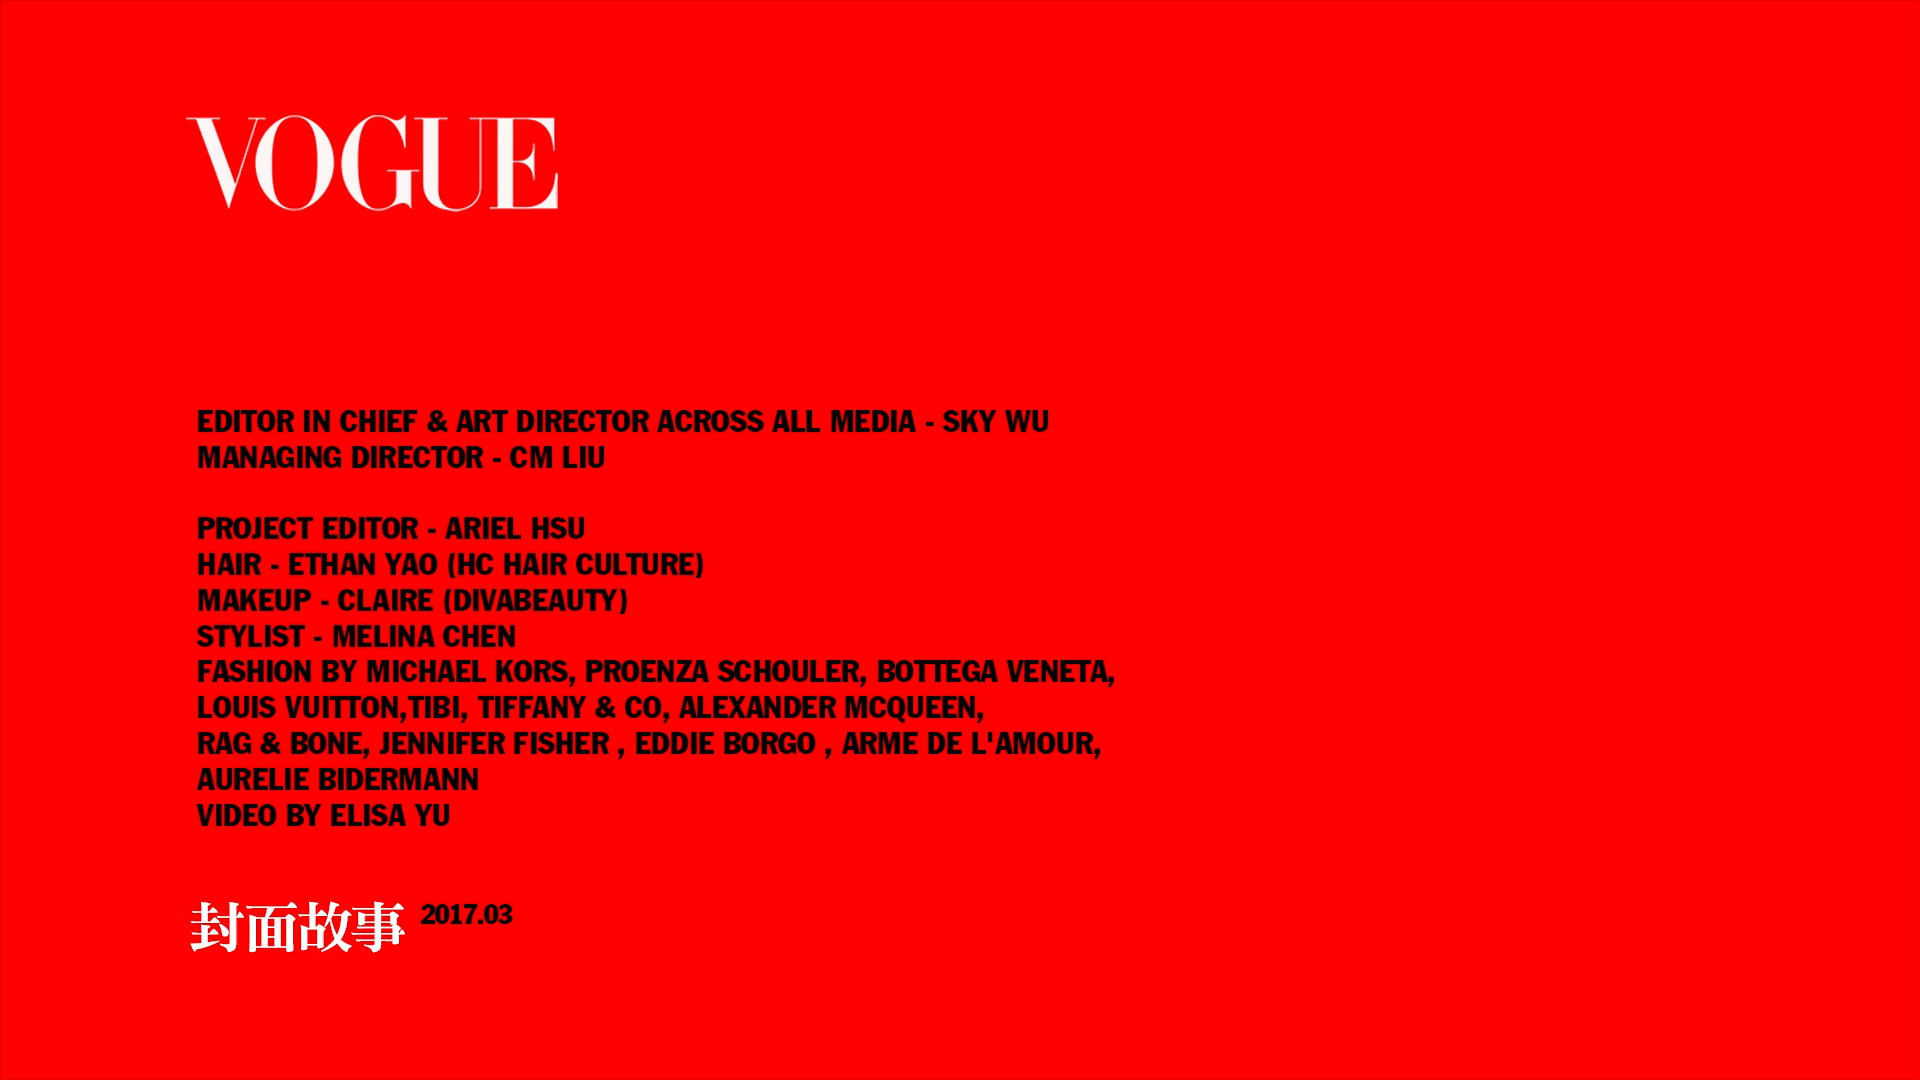 VOGUE
EDITOR IN CHIEF & ART DIRECTOR ACROSS ALL MEDIA - SKY WU
MANAGING DIRECTOR - CM LIU
PROJECT EDITOR - ARIEL HSU
HAIR - ETHAN YAO (HC HAIR CULTURE)
MAKEUP - CLAIRE (DIVABEAUTY)
STYLIST - MELINA CHEN
FASHION BY MICHAEL KORS, PROENZA SCHOULER, BOTTEGA VENETA,
LOUIS VUITTON,TIBI, TIFFANY & CO, ALEXANDER MCQUEEN,
RAG & BONE, JENNIFER FISHER , EDDIE BORGO , ARME DE L'AMOUR,
AURELIE BIDERMANN
VIDEO BY ELISA YU
封面故事 2017.03